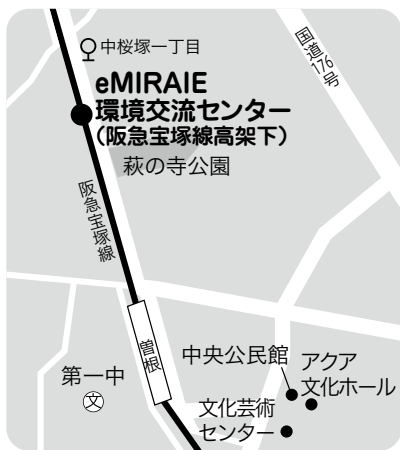 中桜塚一丁目
国道176号
eMIRAIE
環境交流センター
(阪急宝塚線高架下)
萩の寺公園
阪急宝塚線
曽根
中央公民館
アクア
文化ホール
第一中
文
文化芸術
センター